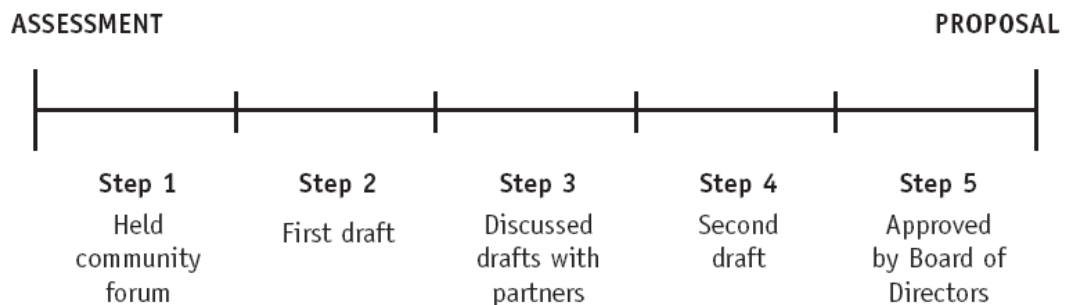 ASSESSMENT
PROPOSAL
Step 1
Held
community
forum
Step 2
First draft
Step 3
Discussed
drafts with
partners
Step 4
Second
draft
Step 5
Approved
by Board of
Directors